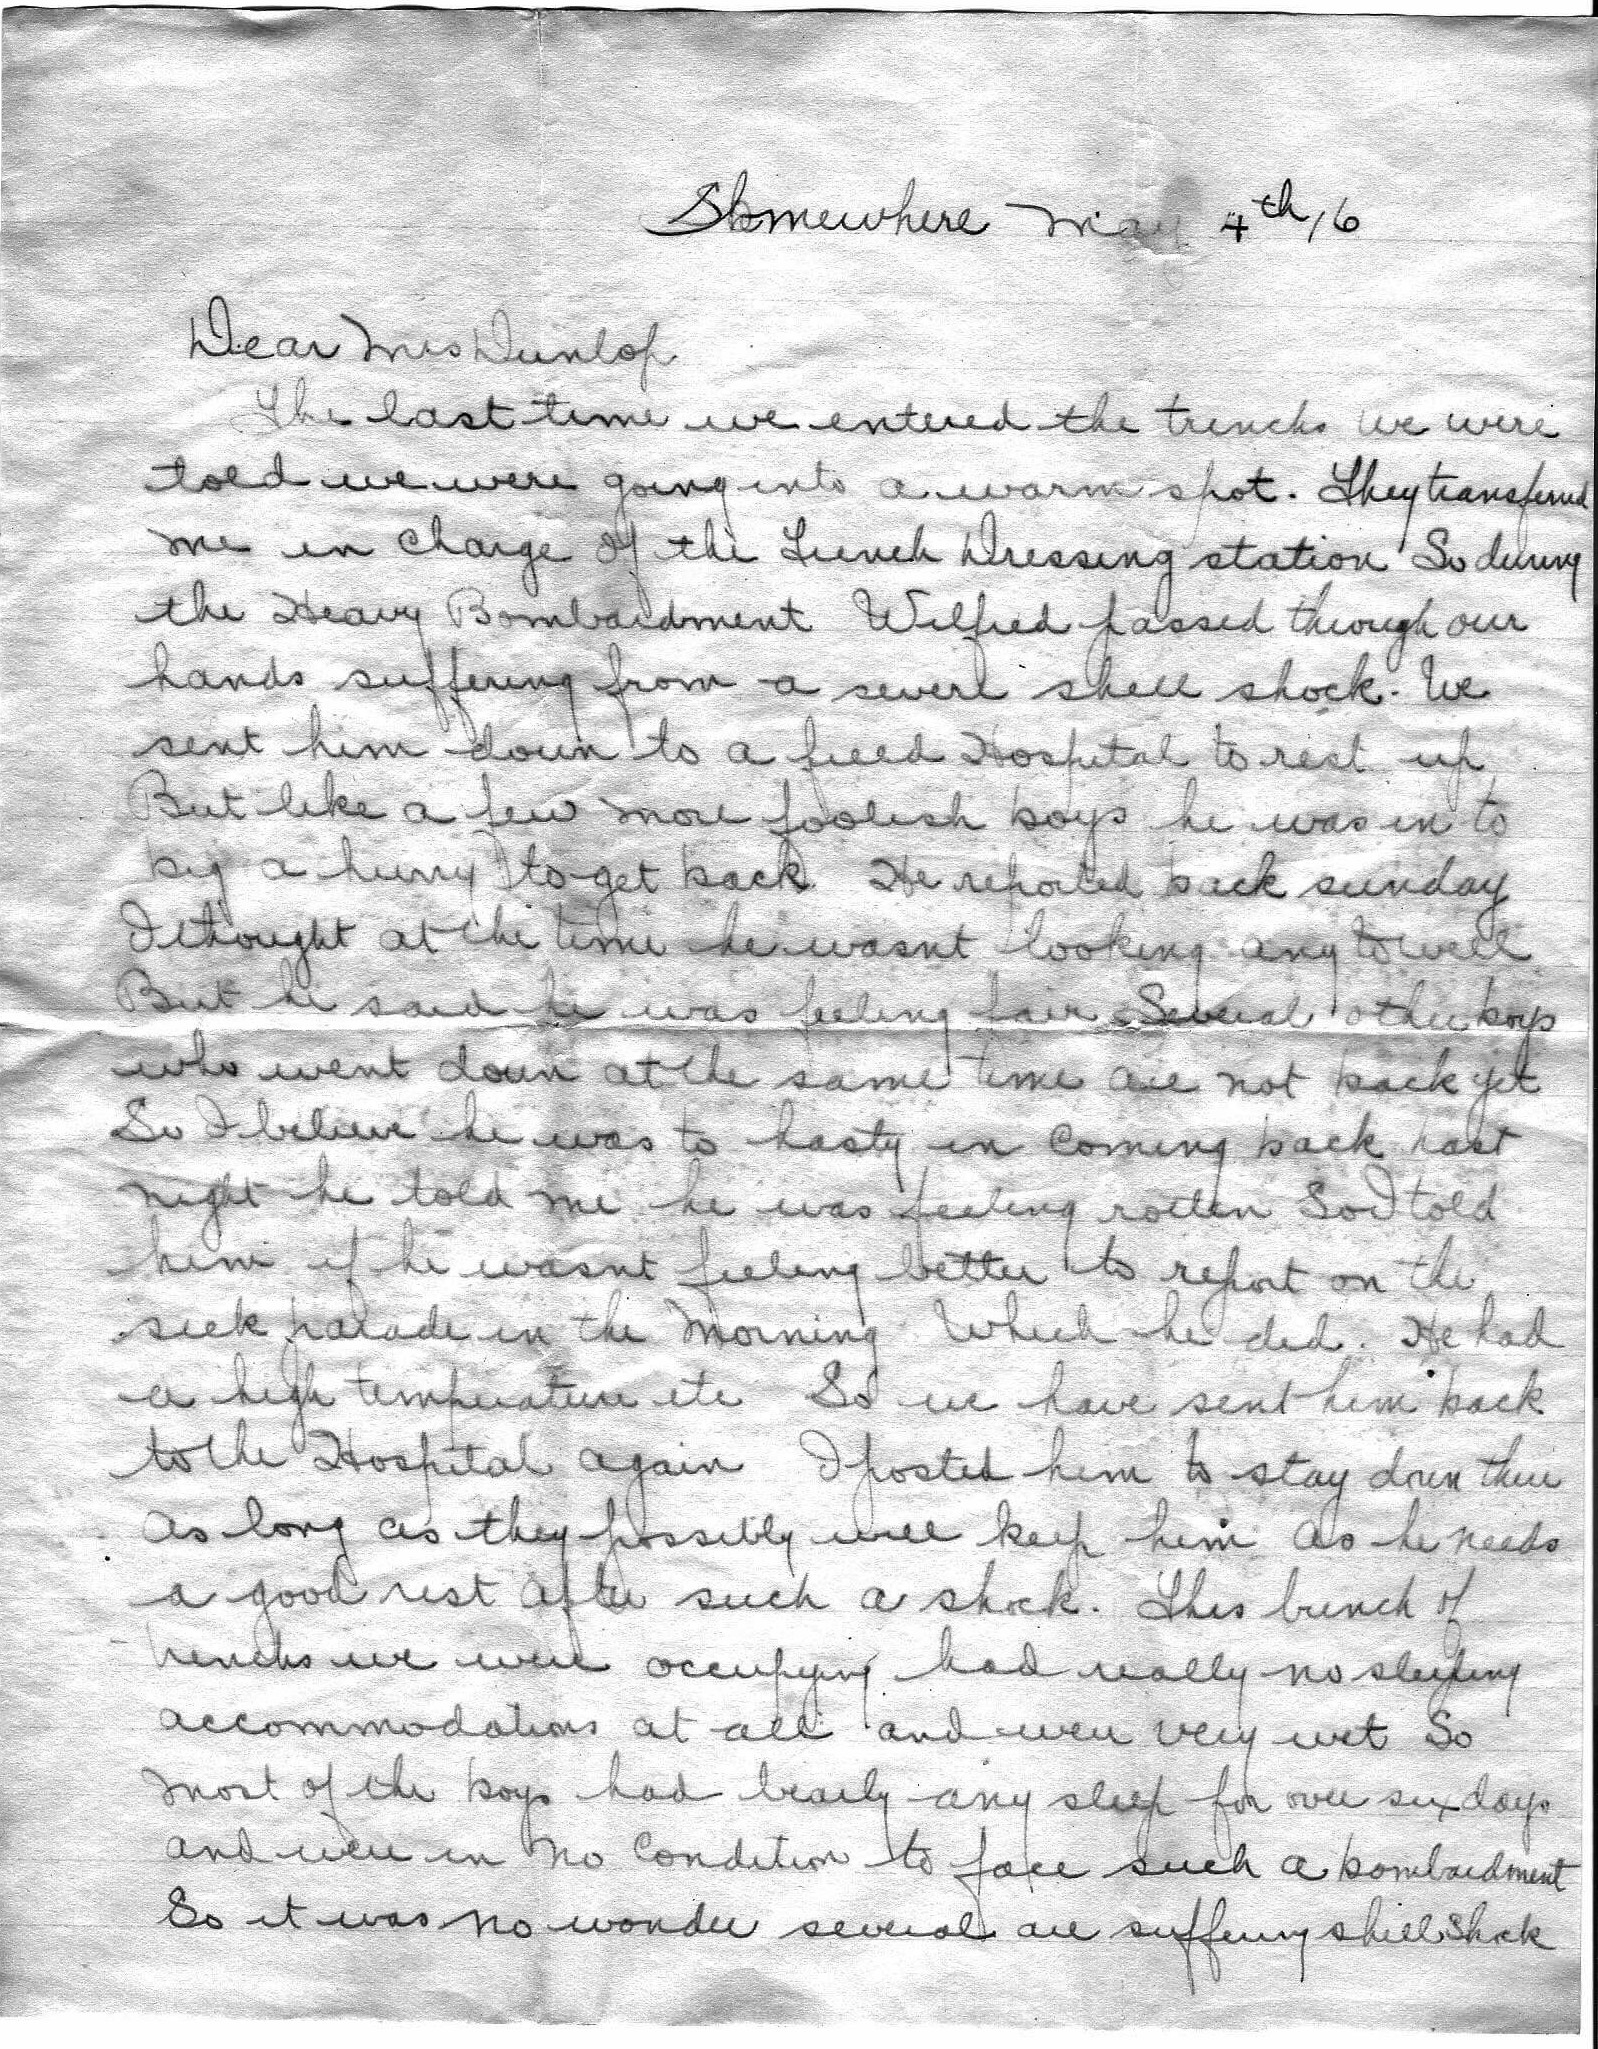 Somewhere May 4th/16
Dear Mrs Dunlop
The last time we entered the trenchs we were
told we were going into a warm spot. They transferred
me in charge of the Trench Dressing station So during
the Heavy Bombardment Wilfred passed through our
hands suffering from a severe shell shock. We
sent him down to a field Hospital to rest up
But like a few more foolish boys he was in to
big a hurry to get back. He reported back sunday
I thought at the time he wasnt looking any to well
But he said he was feeling fair Several other boys
who went down at the same time are not back yet
So I believe he was to hasty in coming back Last
night he told me he was feeling rotten So I told
him if he wasnt feeling better to report on the
sick parade in the Morning Which he did. He had
a high temperature etc So we have sent him back
to the Hospital again I posted him to stay down there
as long as they possibly will keep him as he needs
a good rest after such a shock. This bunch of
trenchs we were occupying had really no sleeping
accommodations at all and were very wet So
most of the boys had bearly any sleep for over six days
and were in no condition to face such a bombardment
So it was no wonder several are suffering shell shock